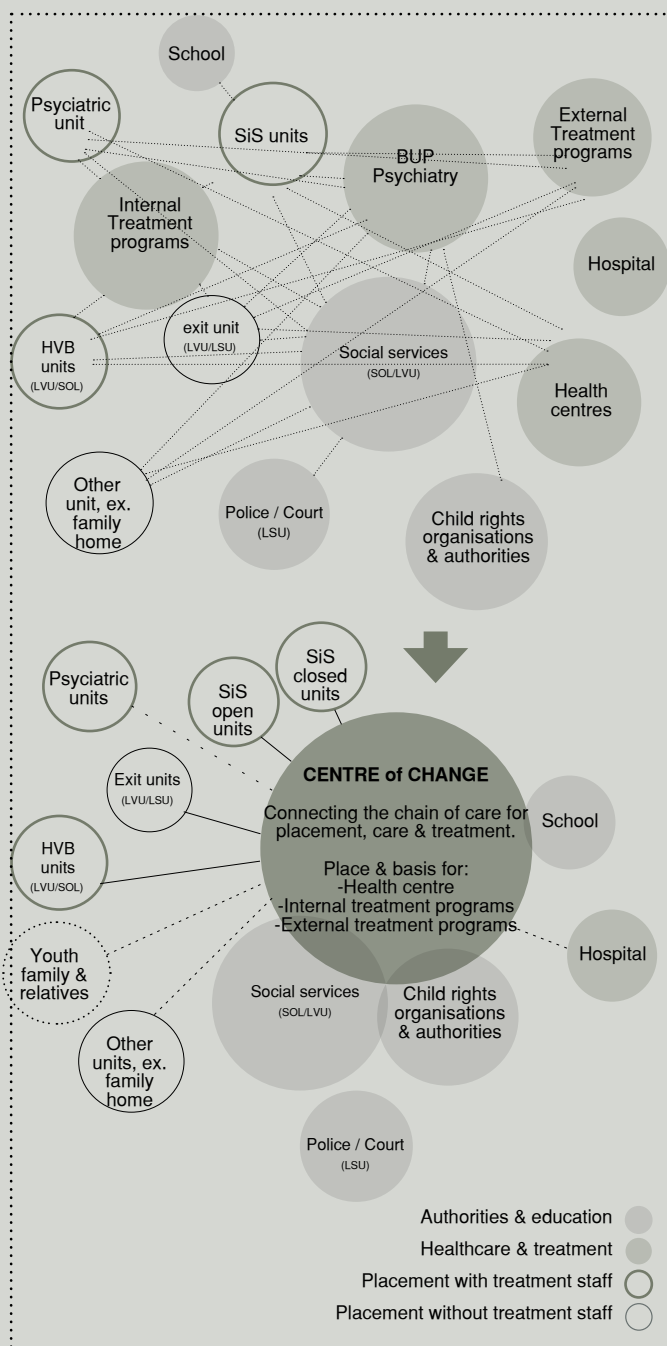 School
Psyciatric
unit
SiS units
BUP
Psychiatry
External
Treatment
programs
Internal
Treatment
programs
Hospital
exit unit
(LVU/LSU)
HVB
units
(LVU/SOL)
Social services
(SOL/LVU)
Health
centres
Other
unit, ex.
family
home
Police / Court
(LSU)
Child rights
organisations
& authorities
SiS
closed
units
Psychiatric
units
SiS
open
units
CENTRE of CHANGE
Connecting the chain of care for
placement, care & treatment.
Place & basis for:
-Health centre
-Internal treatment programs
-External treatment programs
Exit units
(LVU/LSU)
School
HVB
units
(LVU/SOL)
Youth
family &
relatives
Hospital
Social services
(SOL/LVU)
Child rights
organisations
& authorities
Other
units, ex.
family
home
Police / Court
(LSU)
Authorities & education
Healthcare & treatment
Placement with treatment staff
Placement without treatment staff